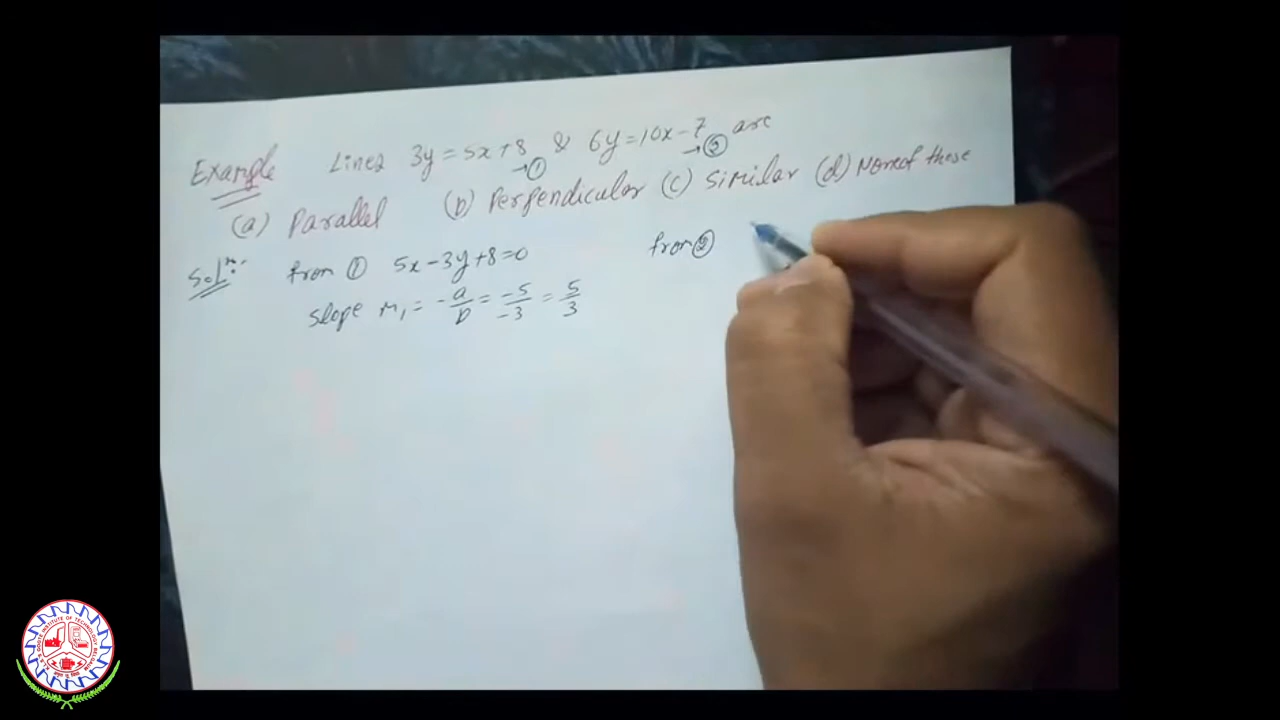 Example Lines 3y = 5x+8 & 6y = 10x-7 are
→① →②
(a) Parallel (b) Perpendicular (c) Similar (d) None of these
Solⁿ:- from ① 5x-3y+8=0 from ②
slope m₁ = -a/b = -5/-3 = 5/3